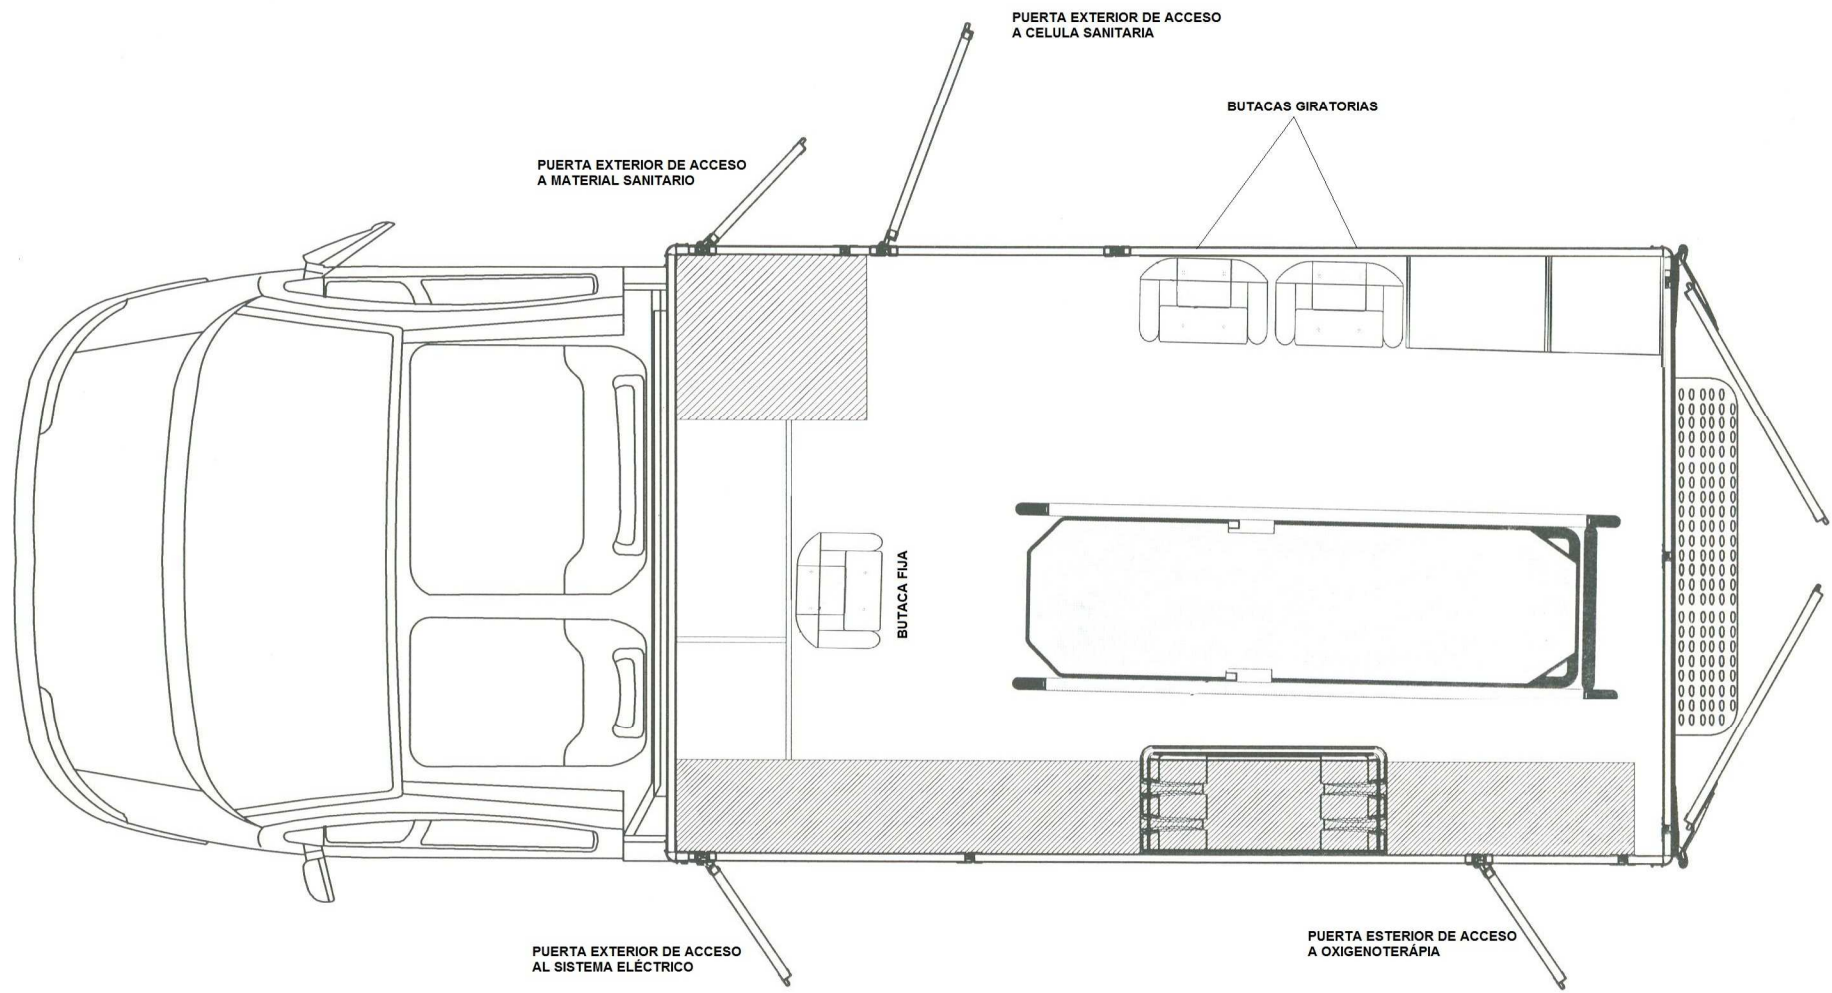 PUERTA EXTERIOR DE ACCESO
A CELULA SANITARIA
BUTACAS GIRATORIAS
PUERTA EXTERIOR DE ACCESO
A MATERIAL SANITARIO
BUTACA FIJA
PUERTA EXTERIOR DE ACCESO
AL SISTEMA ELÉCTRICO
PUERTA ESTERIOR DE ACCESO
A OXIGENOTERÁPIA